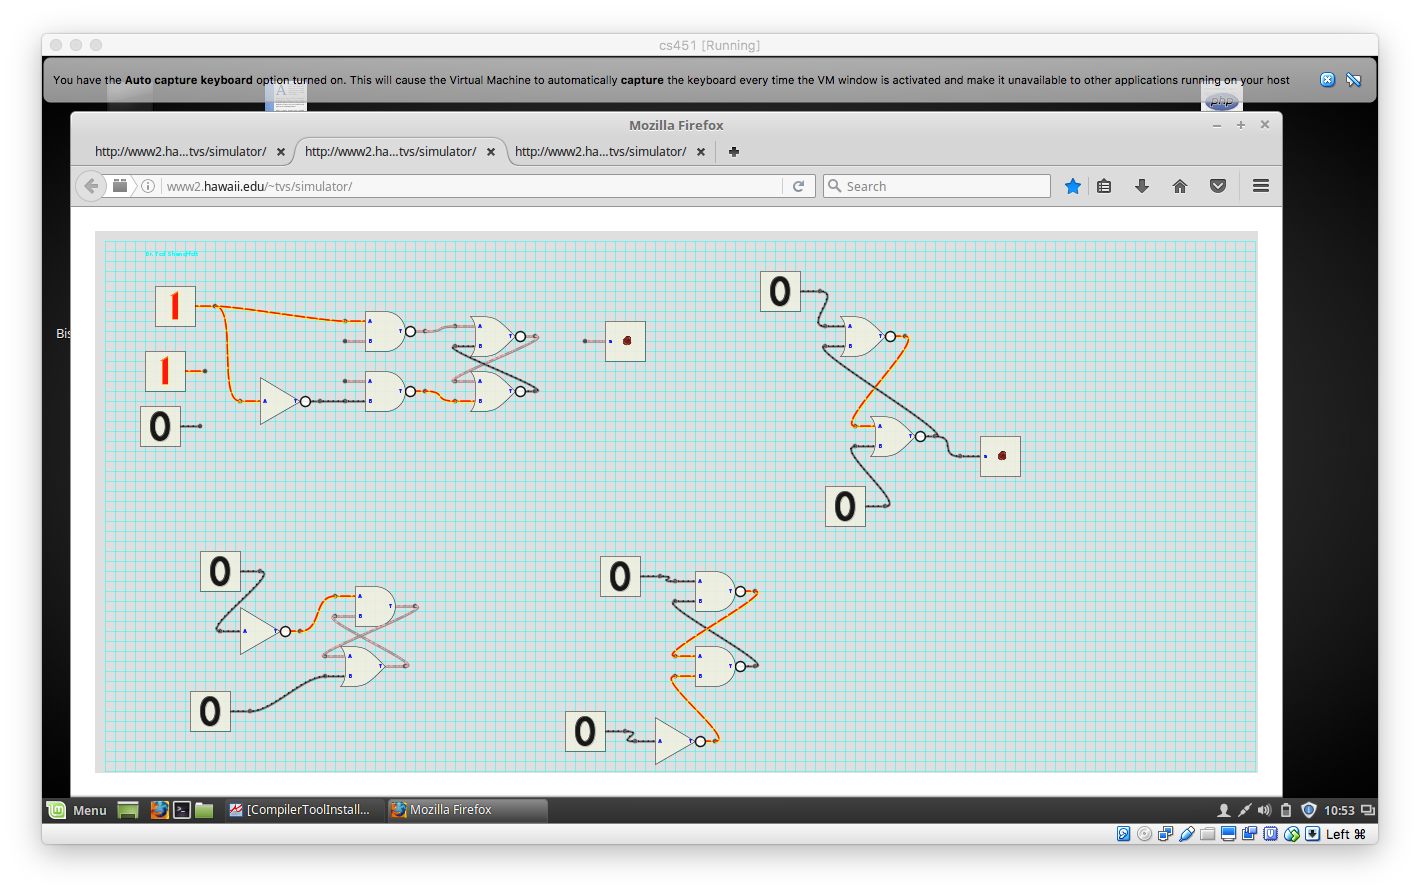 cs451 [Running]
You have the Auto capture keyboard option turned on. This will cause the Virtual Machine to automatically capture the keyboard every time the VM window is activated and make it unavailable to other applications running on your host
A
php
Mozilla Firefox
http://www2.ha...tvs/simulator/
http://www2.ha...tvs/simulator/
http://www2.ha...tvs/simulator/
www2.hawaii.edu/~tvs/simulator/
Search
Bis
1
1
0
A
B
T
A
B
T
A
T
A
B
T
A
B
T
0
A
B
T
A
B
T
0
0
A
T
A
B
T
A
B
T
0
0
A
B
T
A
B
T
0
A
T
Menu
[CompilerToolInstall...
Mozilla Firefox
10:53
Left ⌘